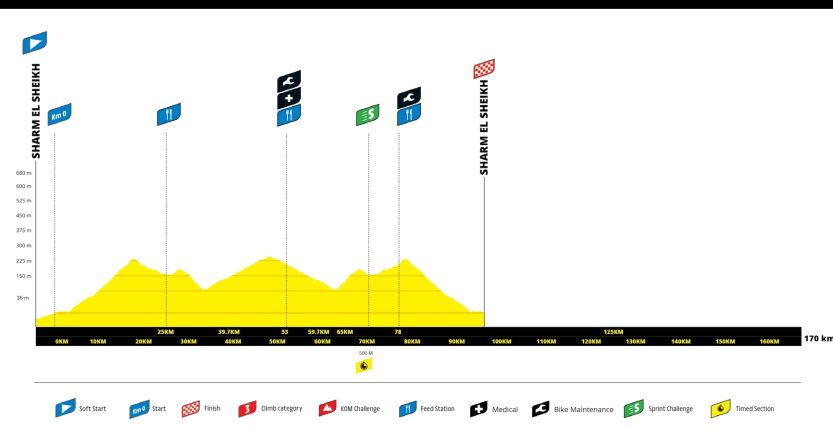 SHARM EL SHEIKH
Km 0
S
SHARM EL SHEIKH
680 m
600 m
525 m
450 m
375 m
300 m
225 m
150 m
36 m
25KM 39.7KM 53 59.7KM 65KM 78 125KM
0KM 10KM 20KM 30KM 40KM 50KM 60KM 70KM 80KM 90KM 100KM 110KM 120KM 130KM 140KM 150KM 160KM
170 km
500 M
Soft Start
Km 0 Start
Finish
3 Climb category
KOM Challenge
Feed Station
Medical
Bike Maintenance
S Sprint Challenge
Timed Section